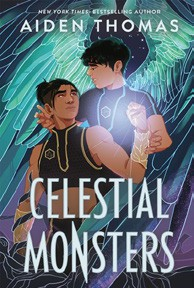 NEW YORK TIMES–BESTSELLING AUTHOR
AIDEN THOMAS
CELESTIAL
MONSTERS